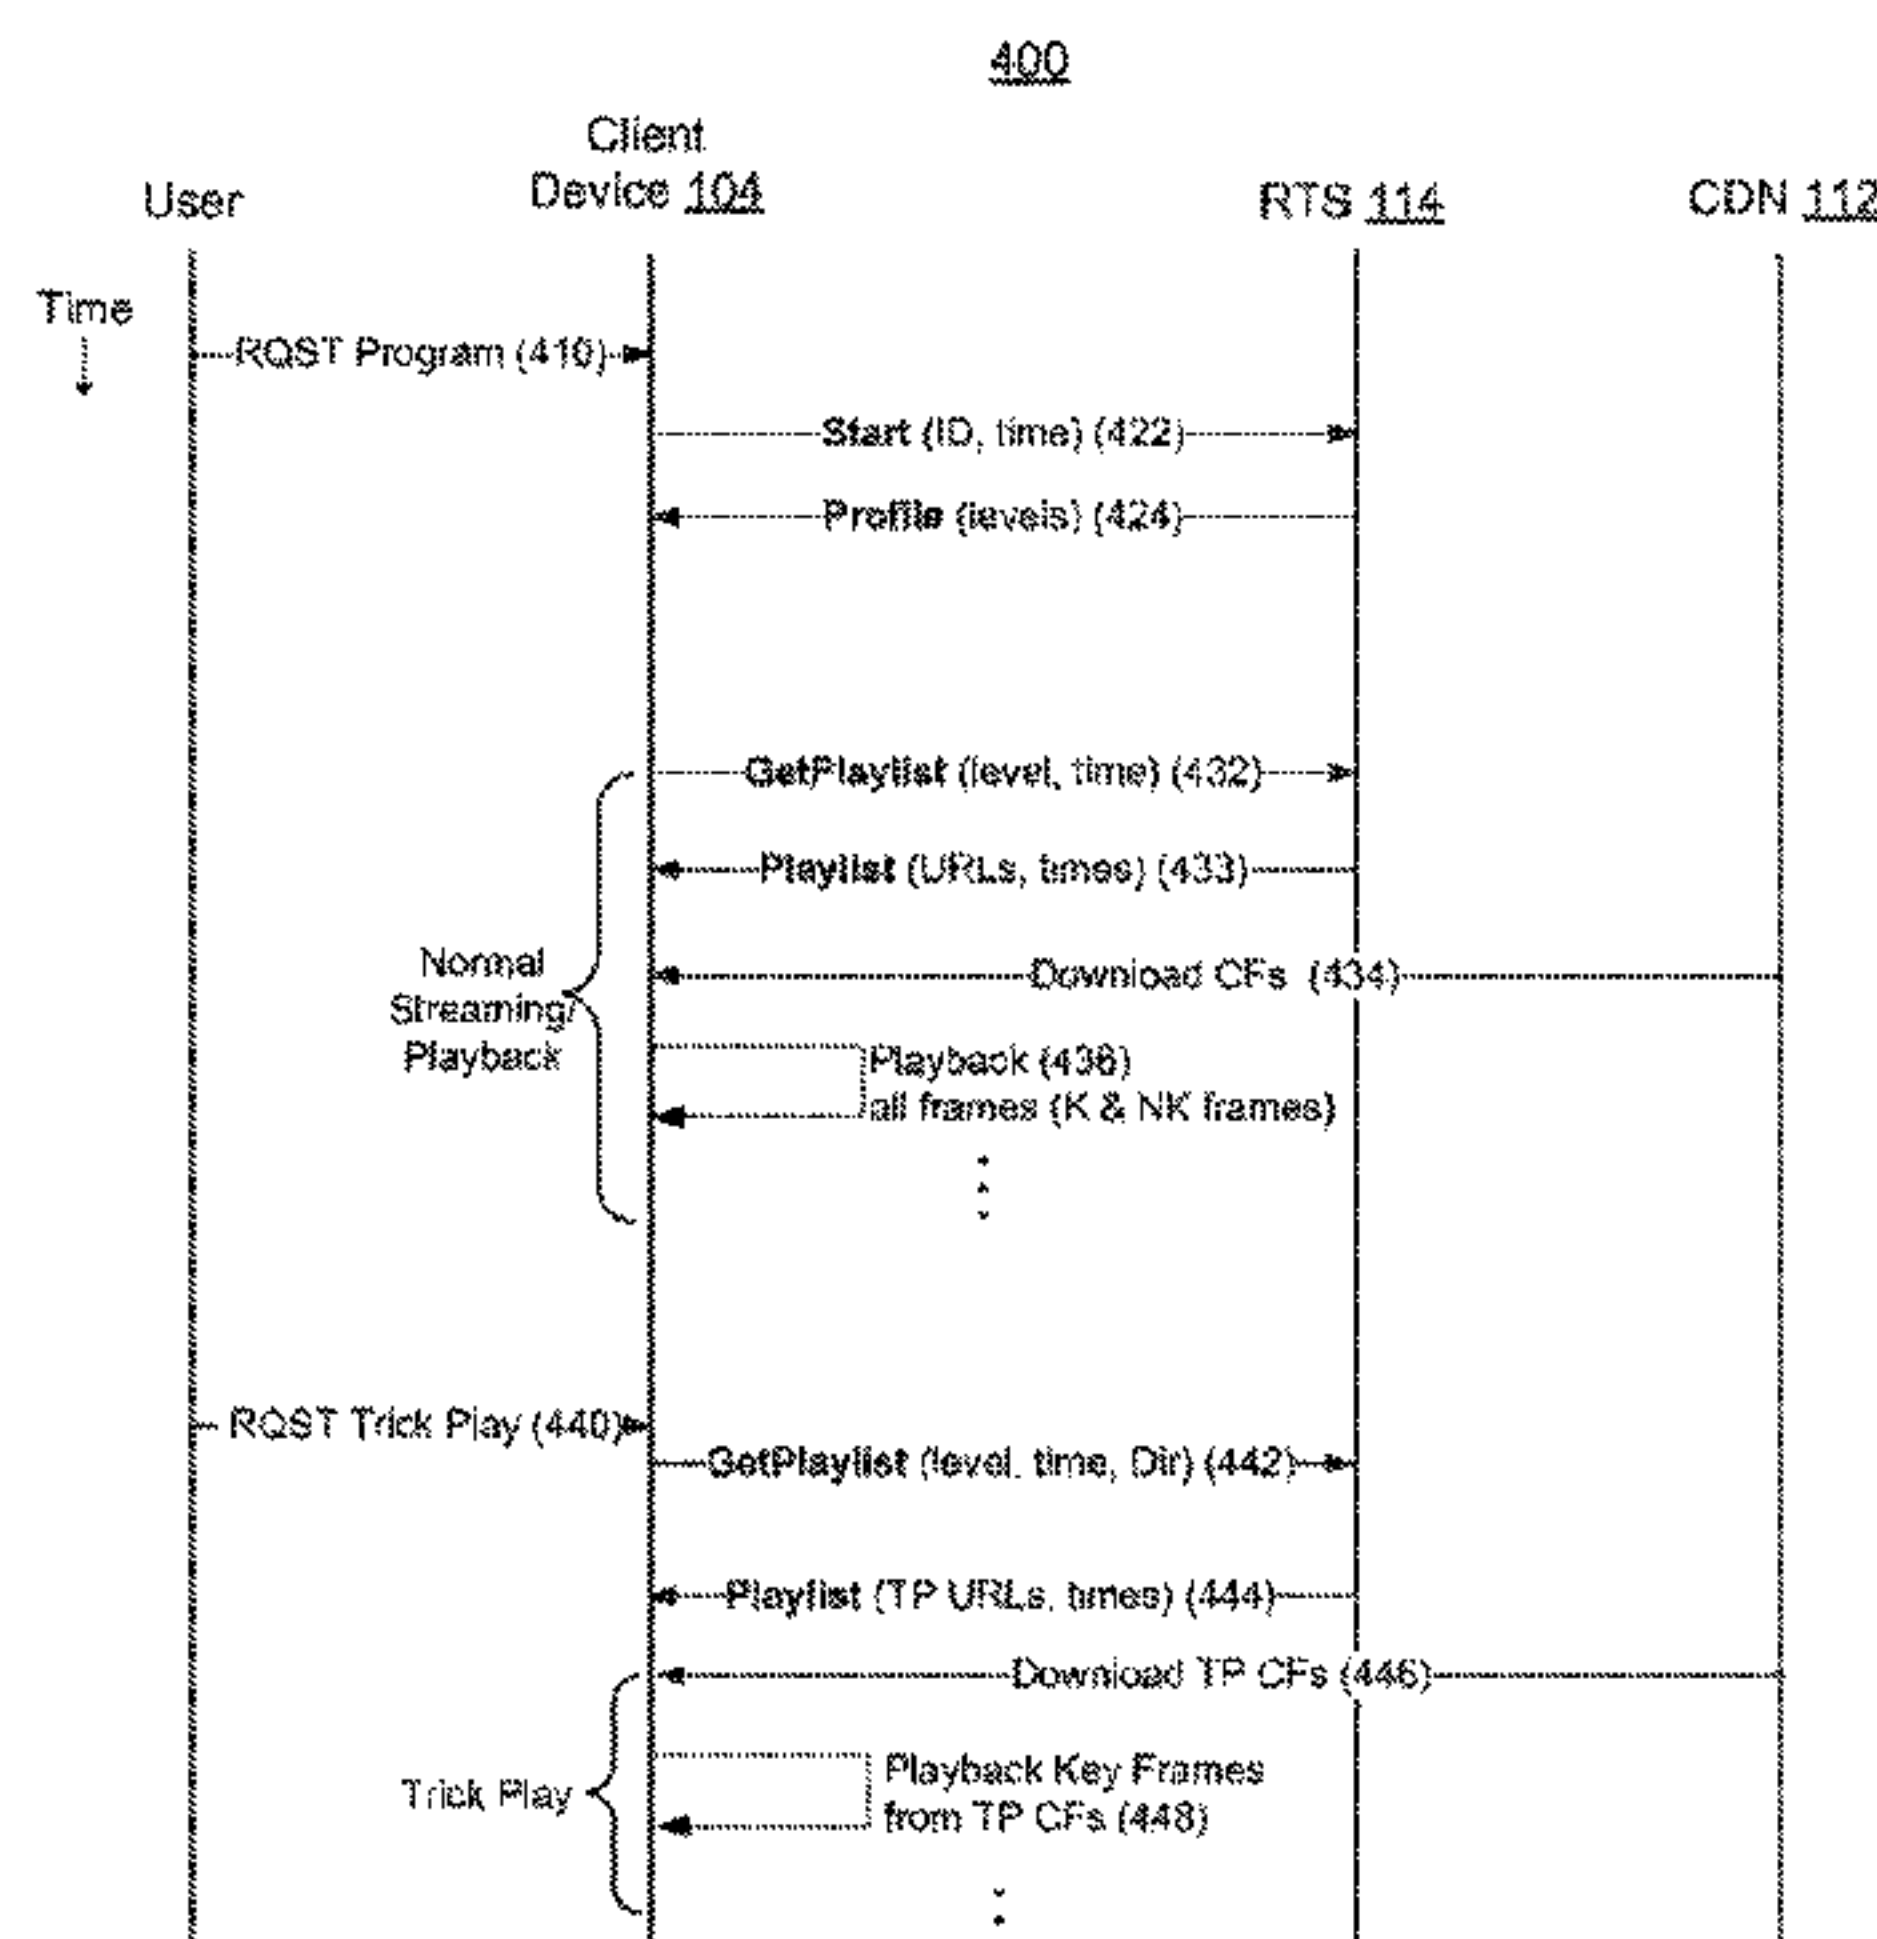 400
Client
Device 104
User
RTS 114
CDN 112
Time
RQST Program (410)
Start (ID, time) (422)
Profile (levels) (424)
GetPlaylist (level, time) (432)
Playlist (URLs, times) (433)
Download CFs (434)
Normal
Streaming/
Playback
Playback (436)
all frames (K & NK frames)
RQST Trick Play (440)
GetPlaylist (level, time, Dir) (442)
Playlist (TP URLs, times) (444)
Download TP CFs (446)
Trick Play
Playback Key Frames
from TP CFs (448)